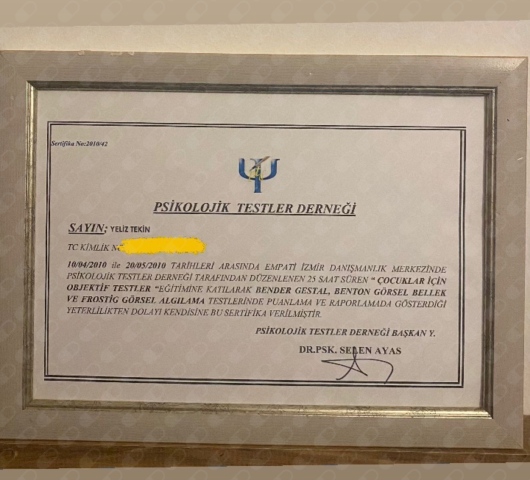 Sertifika No:2010/42
PSİKOLOJİK TESTLER DERNEĞİ
SAYIN; YELİZ TEKİN
TC KİMLİK NO
10/04/2010 ile 20/05/2010 TARİHLERİ ARASINDA EMPATİ İZMİR DANIŞMANLIK MERKEZİNDE
PSİKOLOJİK TESTLER DERNEĞİ TARAFINDAN DÜZENLENEN 25 SAAT SÜREN "ÇOCUKLAR İÇİN
OBJEKTİF TESTLER "EĞİTİMİNE KATILARAK BENDER GESTAL, BENTON GÖRSEL BELLEK
VE FROSTİG GÖRSEL ALGILAMA TESTLERİNDE PUANLAMA VE RAPORLAMADA GÖSTERDİĞİ
YETERLİLİKTEN DOLAYI KENDİSİNE BU SERTİFİKA VERİLMİŞTİR.
PSİKOLOJİK TESTLER DERNEĞİ BAŞKAN Y.
DR.PSK. SELEN AYAS